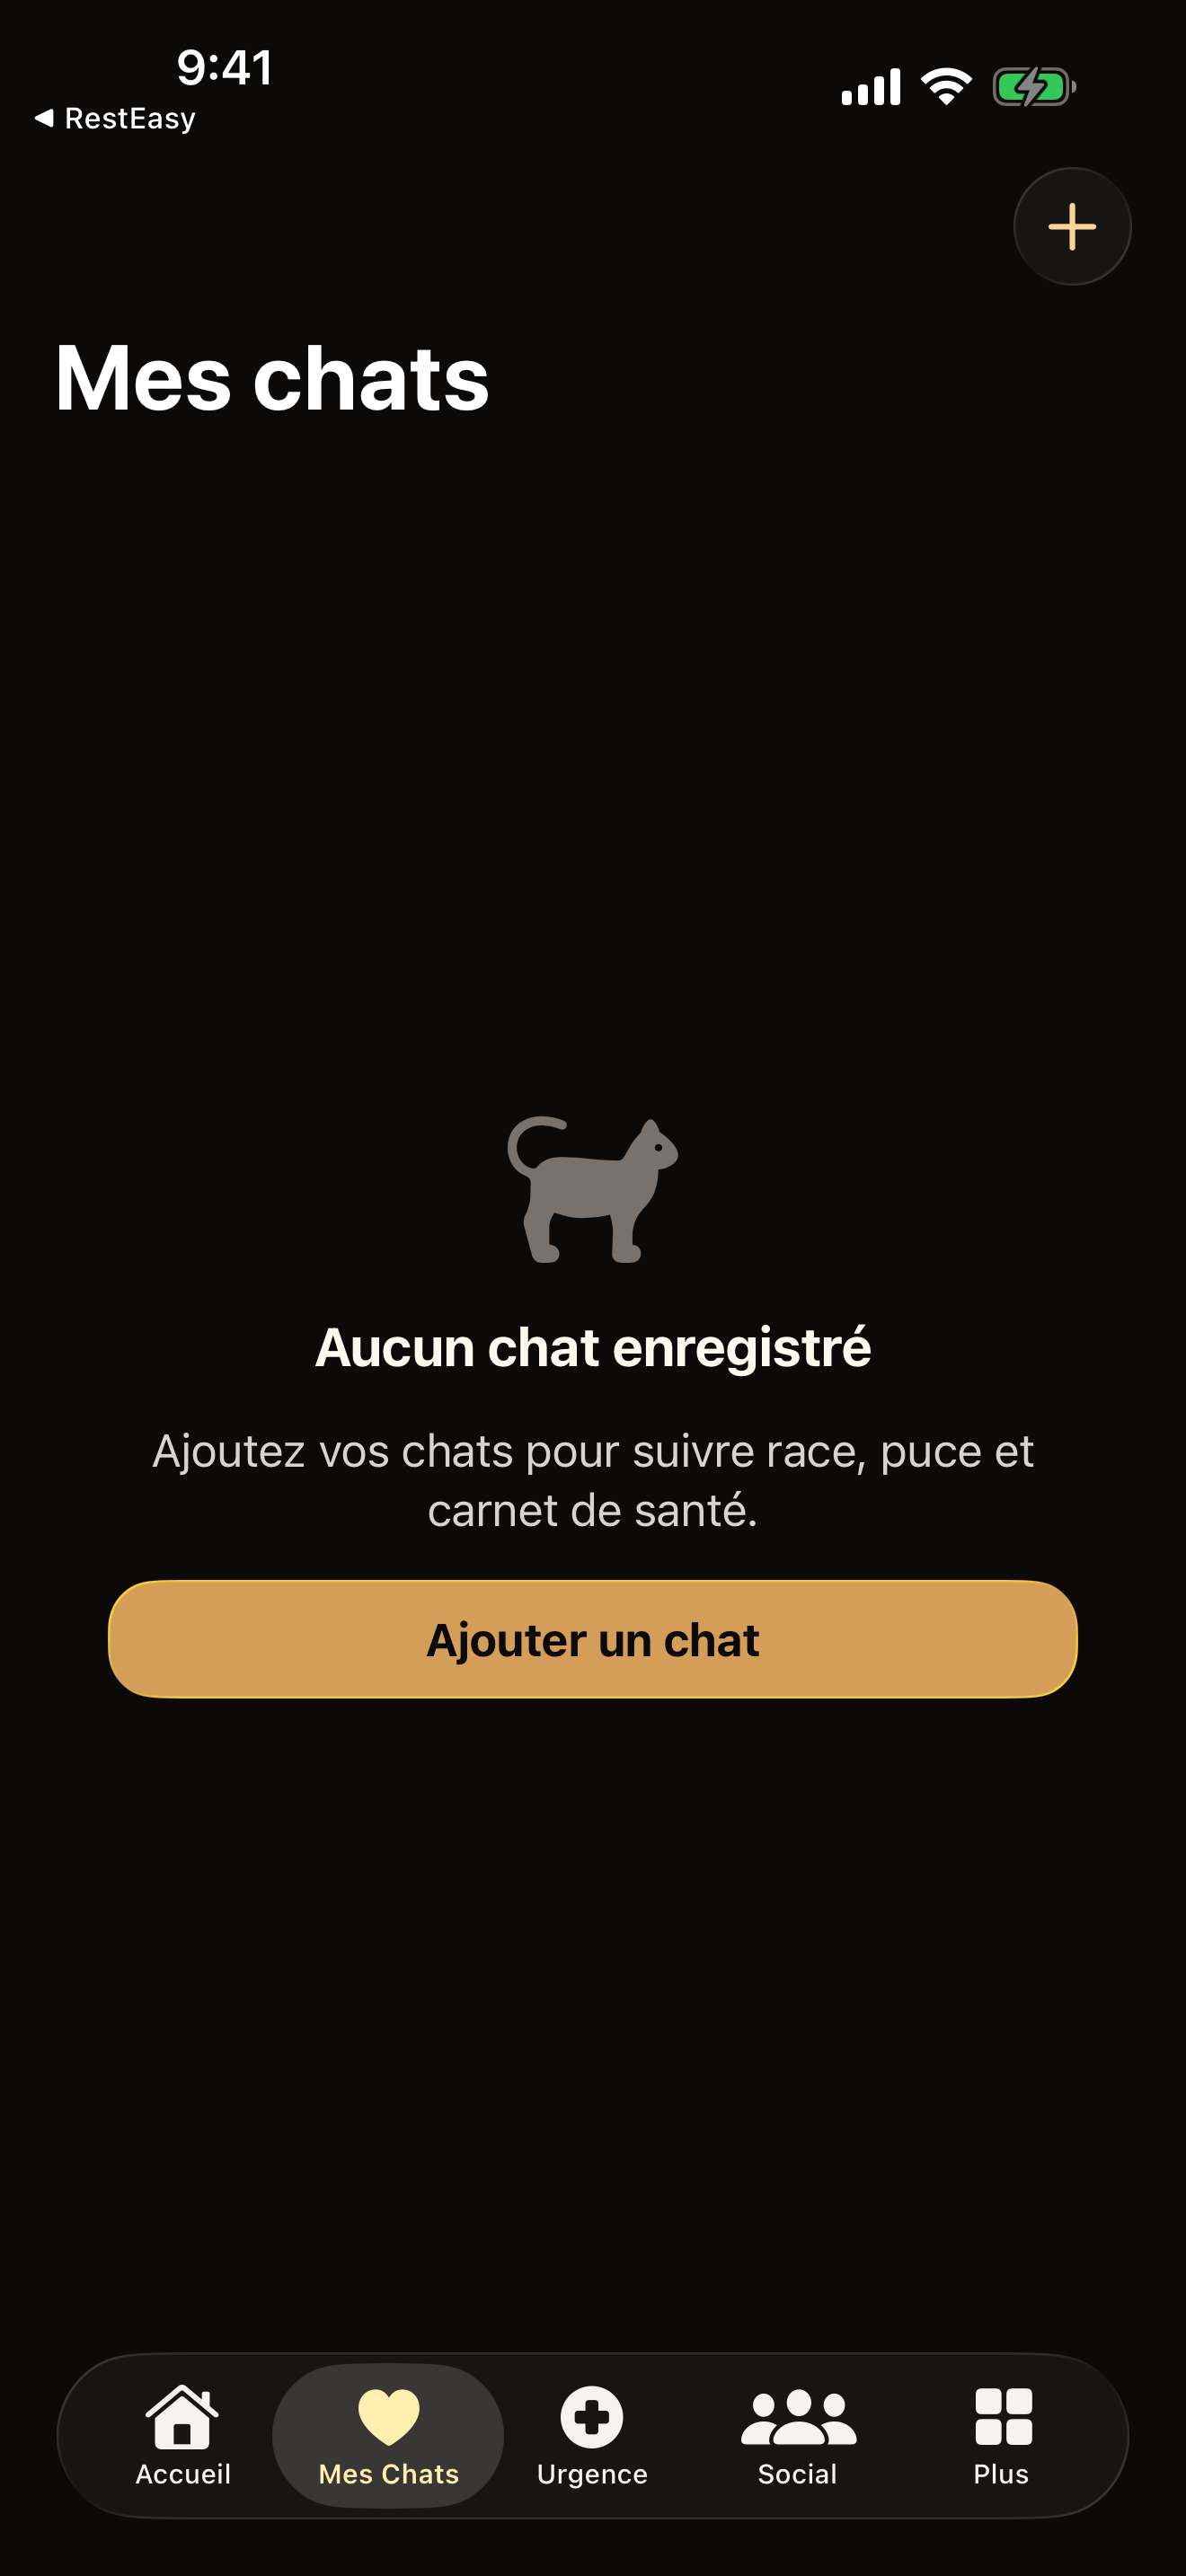 9:41
◀ RestEasy
Mes chats
Aucun chat enregistré
Ajoutez vos chats pour suivre race, puce et
carnet de santé.
Ajouter un chat
Accueil
Mes Chats
Urgence
Social
Plus